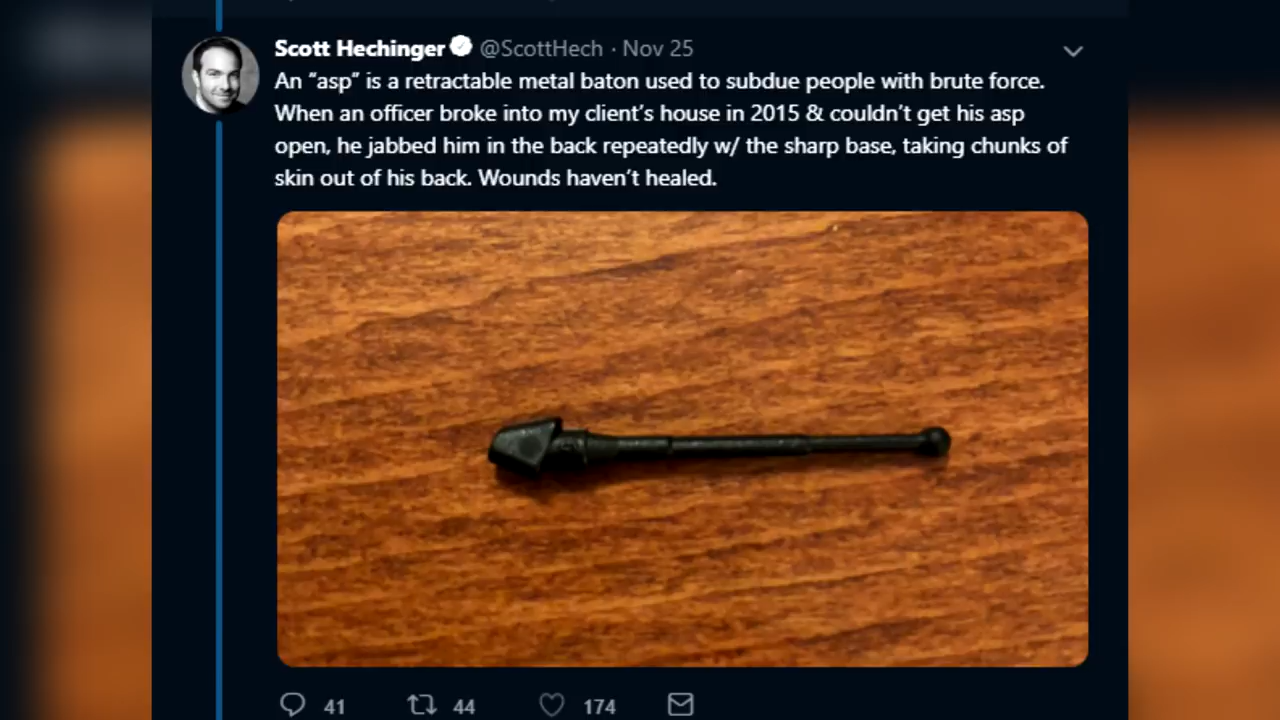 Scott Hechinger @ScottHech · Nov 25
An “asp” is a retractable metal baton used to subdue people with brute force.
When an officer broke into my client’s house in 2015 & couldn’t get his asp
open, he jabbed him in the back repeatedly w/ the sharp base, taking chunks of
skin out of his back. Wounds haven’t healed.
41 44 174